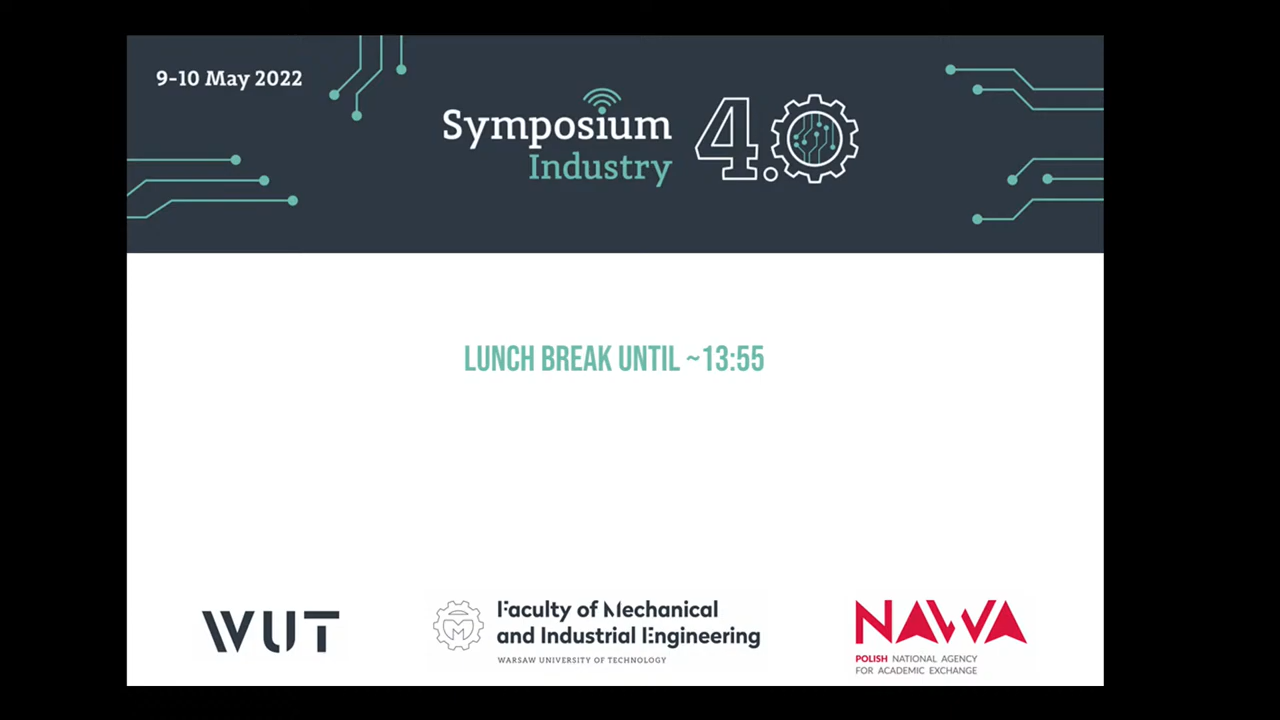 9-10 May 2022
Symposium
Industry
4.0
LUNCH BREAK UNTIL ~13:55
WUT
Faculty of Mechanical
and Industrial Engineering
WARSAW UNIVERSITY OF TECHNOLOGY
NAWA
POLISH NATIONAL AGENCY
FOR ACADEMIC EXCHANGE